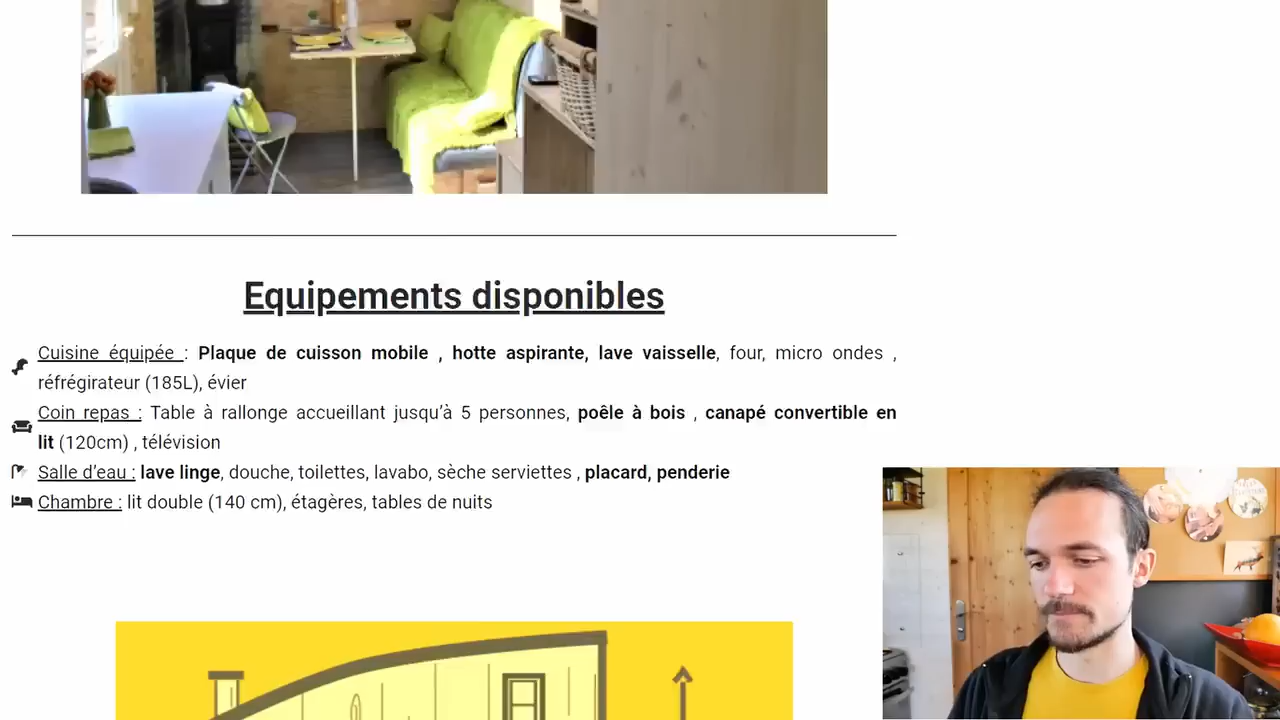 Equipements disponibles
Cuisine équipée : Plaque de cuisson mobile , hotte aspirante, lave vaisselle, four, micro ondes ,
réfrégirateur (185L), évier
Coin repas : Table à rallonge accueillant jusqu’à 5 personnes, poêle à bois , canapé convertible en
lit (120cm) , télévision
Salle d’eau : lave linge, douche, toilettes, lavabo, sèche serviettes , placard, penderie
Chambre : lit double (140 cm), étagères, tables de nuits